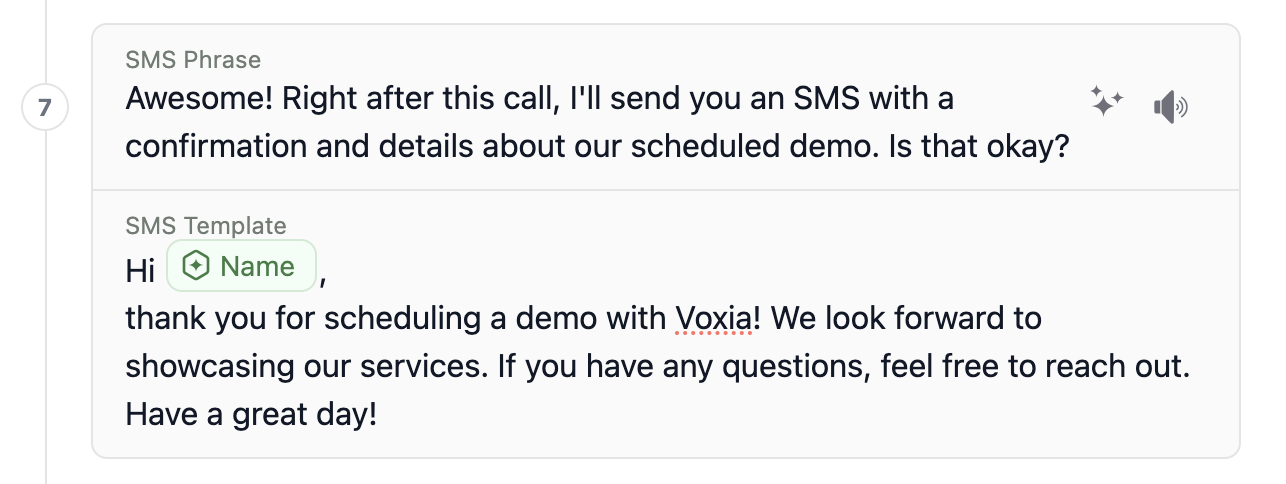 7
SMS Phrase
Awesome! Right after this call, I'll send you an SMS with a
confirmation and details about our scheduled demo. Is that okay?
SMS Template
Hi Name,
thank you for scheduling a demo with Voxia! We look forward to
showcasing our services. If you have any questions, feel free to reach out.
Have a great day!